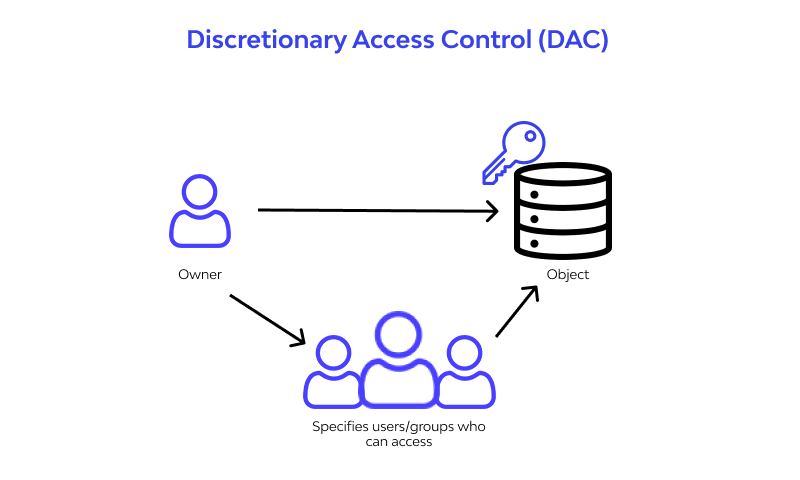 Discretionary Access Control (DAC)
Owner
Object
Specifies users/groups who
can access